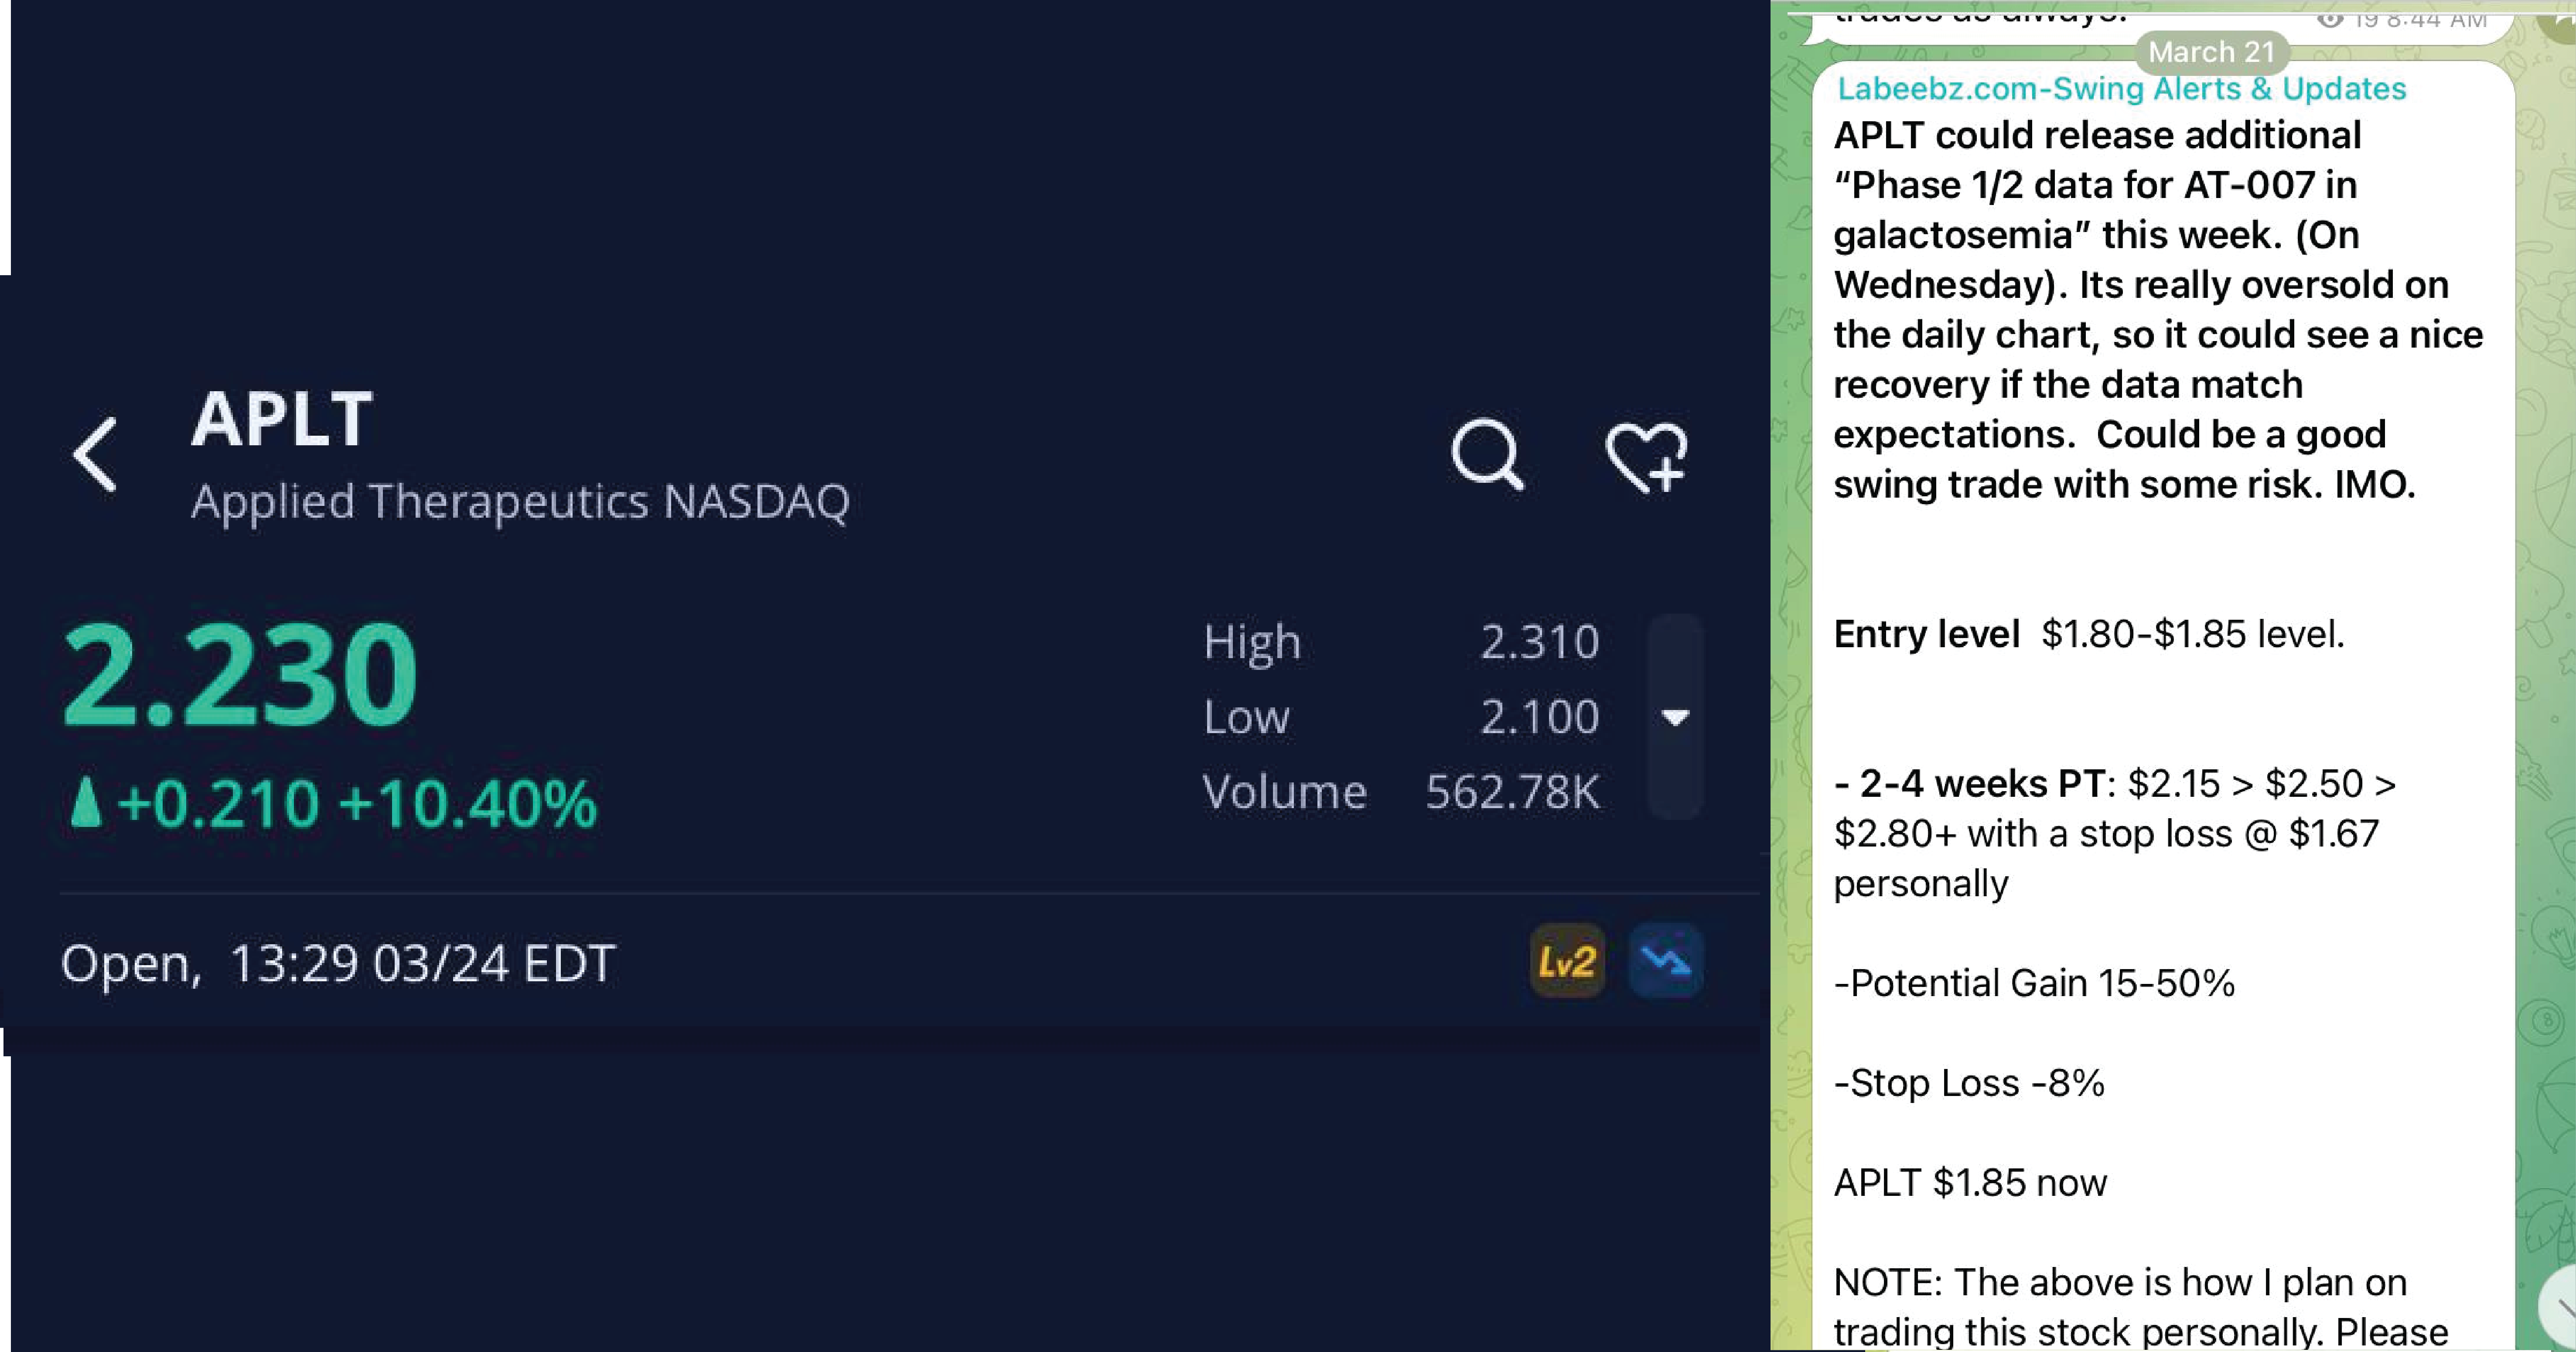 APLT
Applied Therapeutics NASDAQ
2.230
+0.210 +10.40%
High 2.310
Low 2.100
Volume 562.78K
Open, 13:29 03/24 EDT
Lv2
trades as always.
19 8:44 AM
March 21
Labeebz.com-Swing Alerts & Updates
APLT could release additional
“Phase 1/2 data for AT-007 in
galactosemia” this week. (On
Wednesday). Its really oversold on
the daily chart, so it could see a nice
recovery if the data match
expectations.  Could be a good
swing trade with some risk. IMO.
Entry level  $1.80-$1.85 level.
- 2-4 weeks PT: $2.15 > $2.50 >
$2.80+ with a stop loss @ $1.67
personally
-Potential Gain 15-50%
-Stop Loss -8%
APLT $1.85 now
NOTE: The above is how I plan on
trading this stock personally. Please